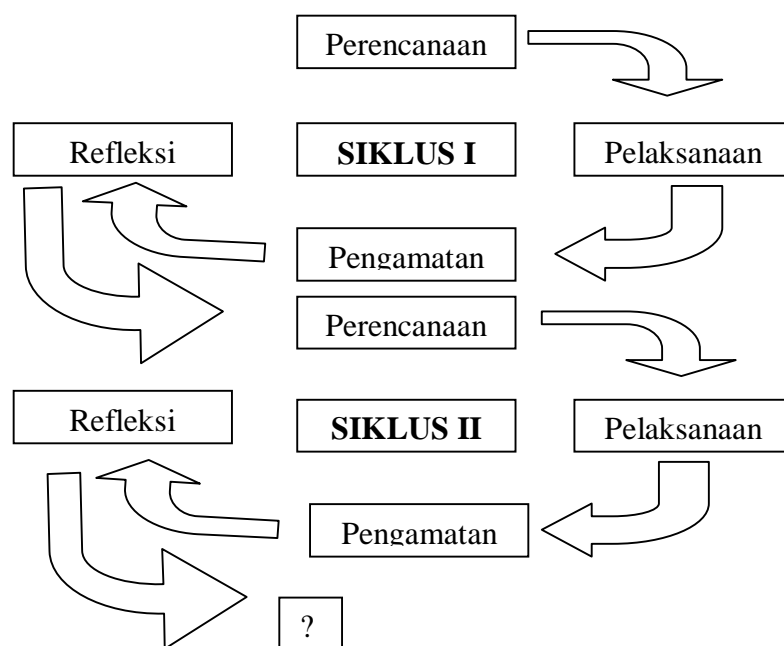 Perencanaan
Refleksi
SIKLUS I
Pelaksanaan
Pengamatan
Perencanaan
Refleksi
SIKLUS II
Pelaksanaan
Pengamatan
?